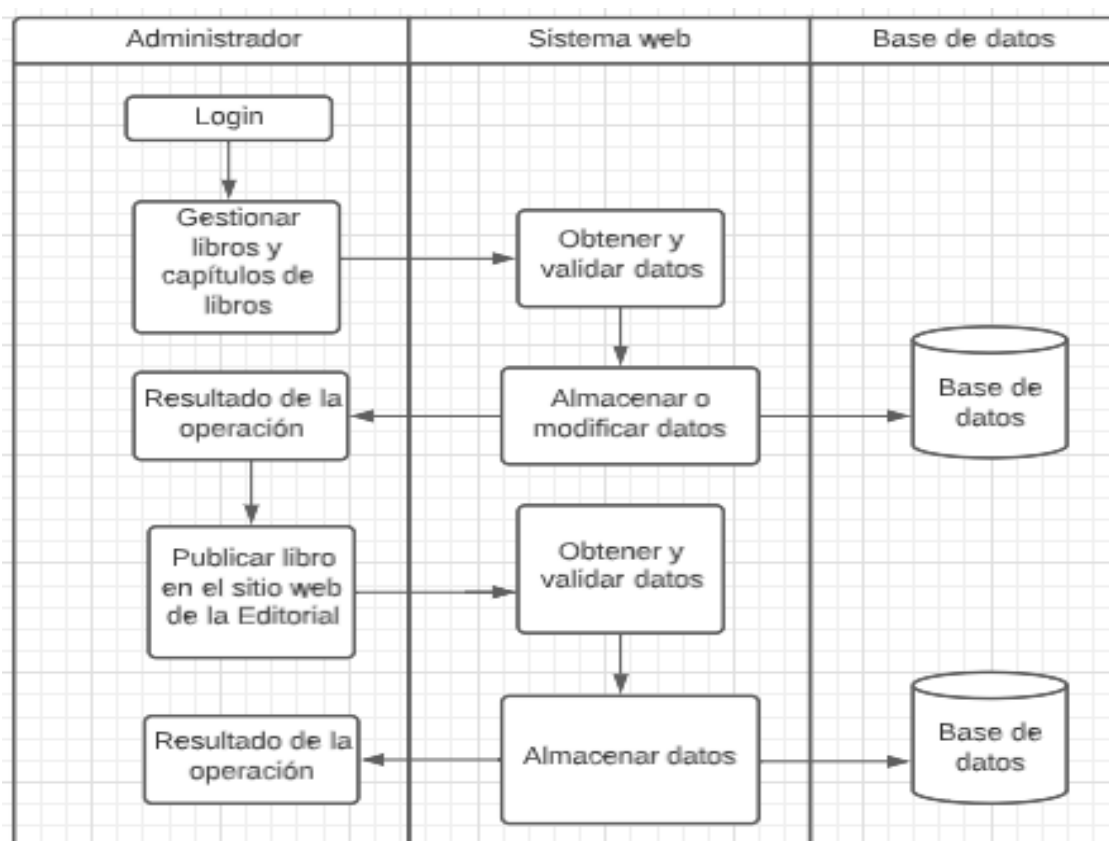 Administrador
Sistema web
Base de datos
Login
Gestionar
libros y
capítulos de
libros
Obtener y
validar datos
Resultado de la
operación
Almacenar o
modificar datos
Base de
datos
Publicar libro
en el sitio web
de la Editorial
Obtener y
validar datos
Resultado de la
operación
Almacenar datos
Base de
datos